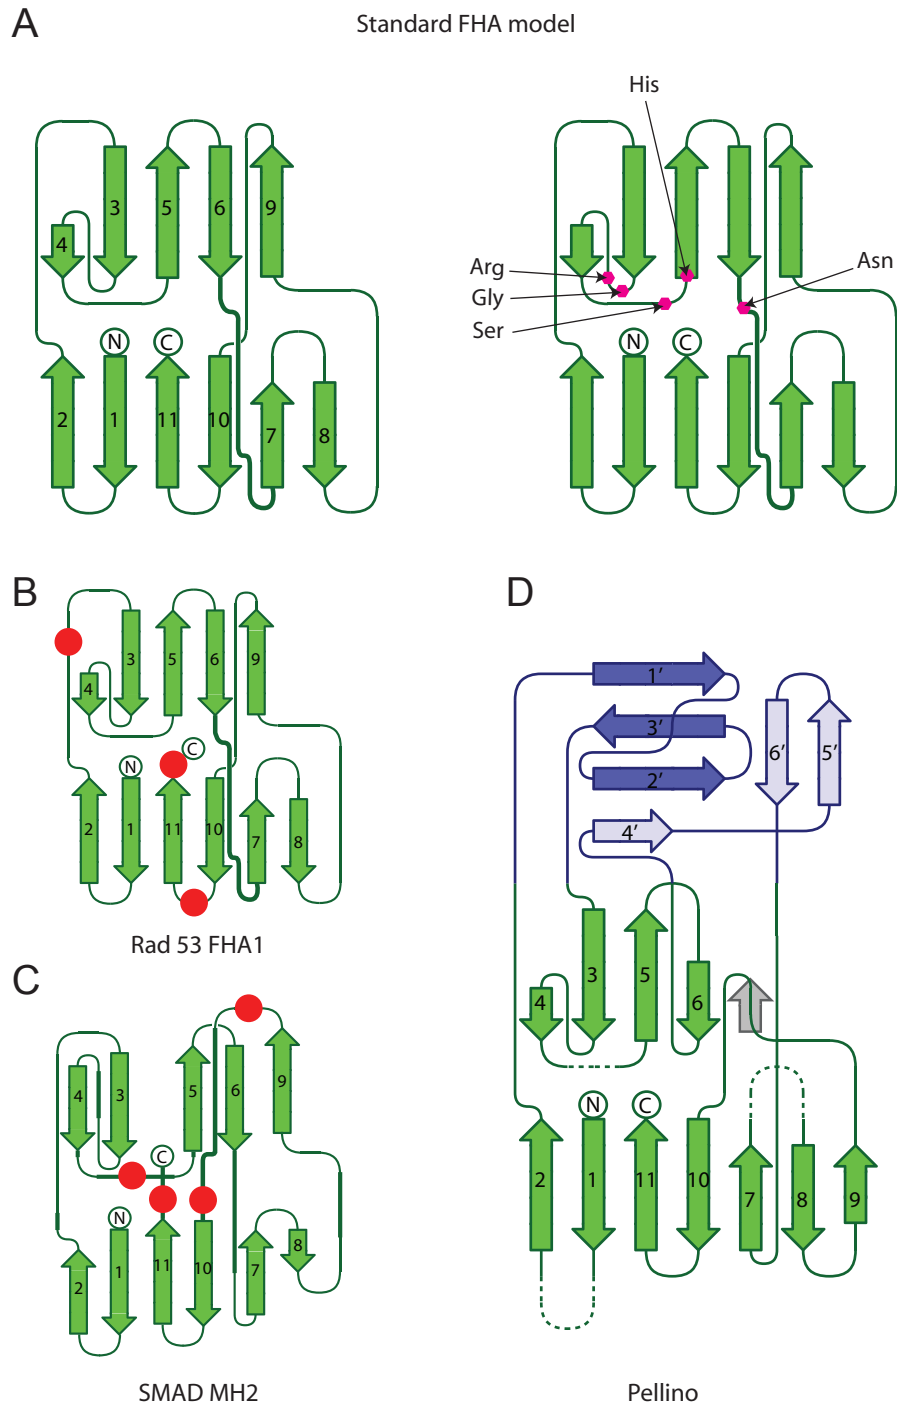 A
Standard FHA model
3
5
6
9
4
N
C
2
1
11
10
7
8
His
Arg
Gly
Ser
Asn
N
C
B
3
5
6
9
4
C
N
2
1
11
10
7
8
Rad 53 FHA1
C
4
3
5
6
9
C
N
2
1
11
10
7
8
SMAD MH2
D
1’
3’
2’
4’
6’
5’
3
5
4
6
N
C
2
1
11
10
7
8
9
Pellino